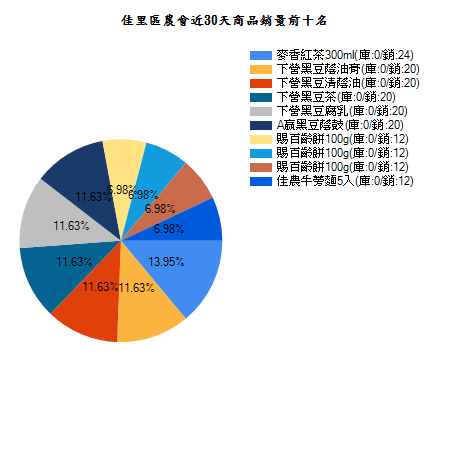 佳里區農會近30天商品銷量前十名
麥香紅茶300ml(庫:0/銷:24)
下營黑豆蔭油膏(庫:0/銷:20)
下營黑豆清蔭油(庫:0/銷:20)
下營黑豆茶(庫:0/銷:20)
下營黑豆腐乳(庫:0/銷:20)
A贏黑豆蔭鼓(庫:0/銷:20)
賜百齡餅100g(庫:0/銷:12)
賜百齡餅100g(庫:0/銷:12)
賜百齡餅100g(庫:0/銷:12)
佳農牛蒡麵5入(庫:0/銷:12)
6.98%
6.98%
11.63%
6.98%
11.63%
6.98%
11.63%
13.95%
11.63%
11.63%